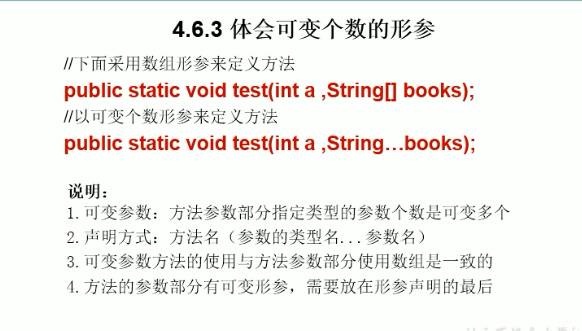 4.6.3 体会可变个数的形参
//下面采用数组形参来定义方法
public static void test(int a ,String[] books);
//以可变个数形参来定义方法
public static void test(int a ,String…books);
说明：
1.可变参数：方法参数部分指定类型的参数个数是可变多个
2.声明方式：方法名（参数的类型名...参数名）
3.可变参数方法的使用与方法参数部分使用数组是一致的
4.方法的参数部分有可变形参，需要放在形参声明的最后